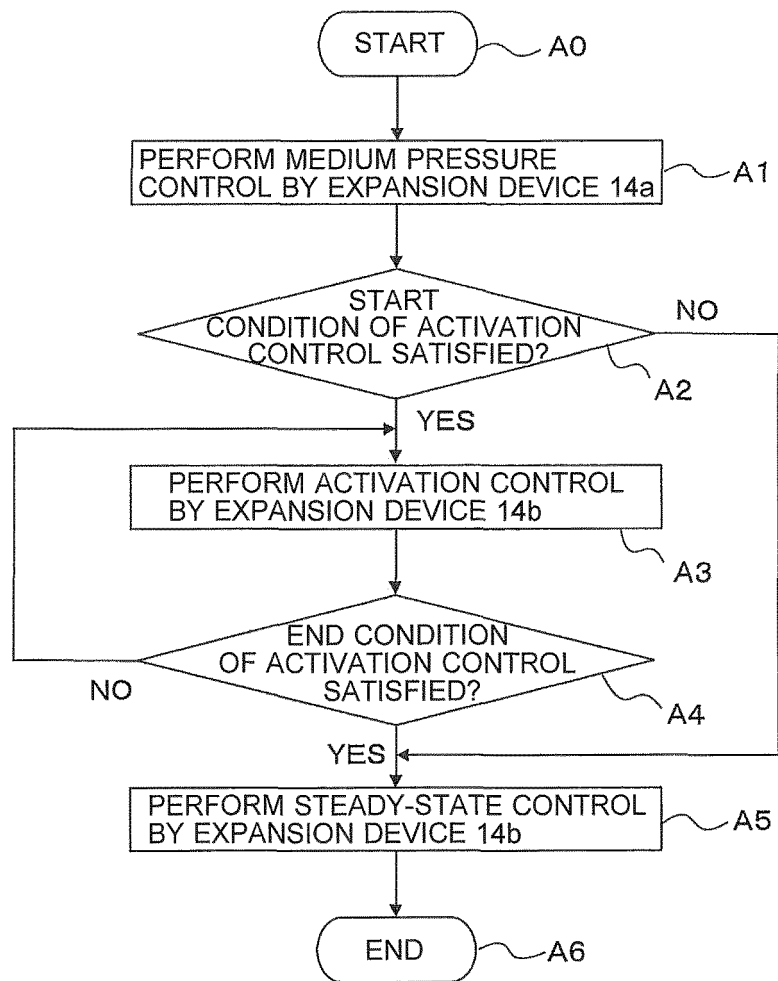 START
A0
PERFORM MEDIUM PRESSURE
CONTROL BY EXPANSION DEVICE 14a
A1
START
CONDITION OF ACTIVATION
CONTROL SATISFIED?
NO
A2
YES
PERFORM ACTIVATION CONTROL
BY EXPANSION DEVICE 14b
A3
END CONDITION
OF ACTIVATION CONTROL
SATISFIED?
NO
A4
YES
PERFORM STEADY-STATE CONTROL
BY EXPANSION DEVICE 14b
A5
END
A6